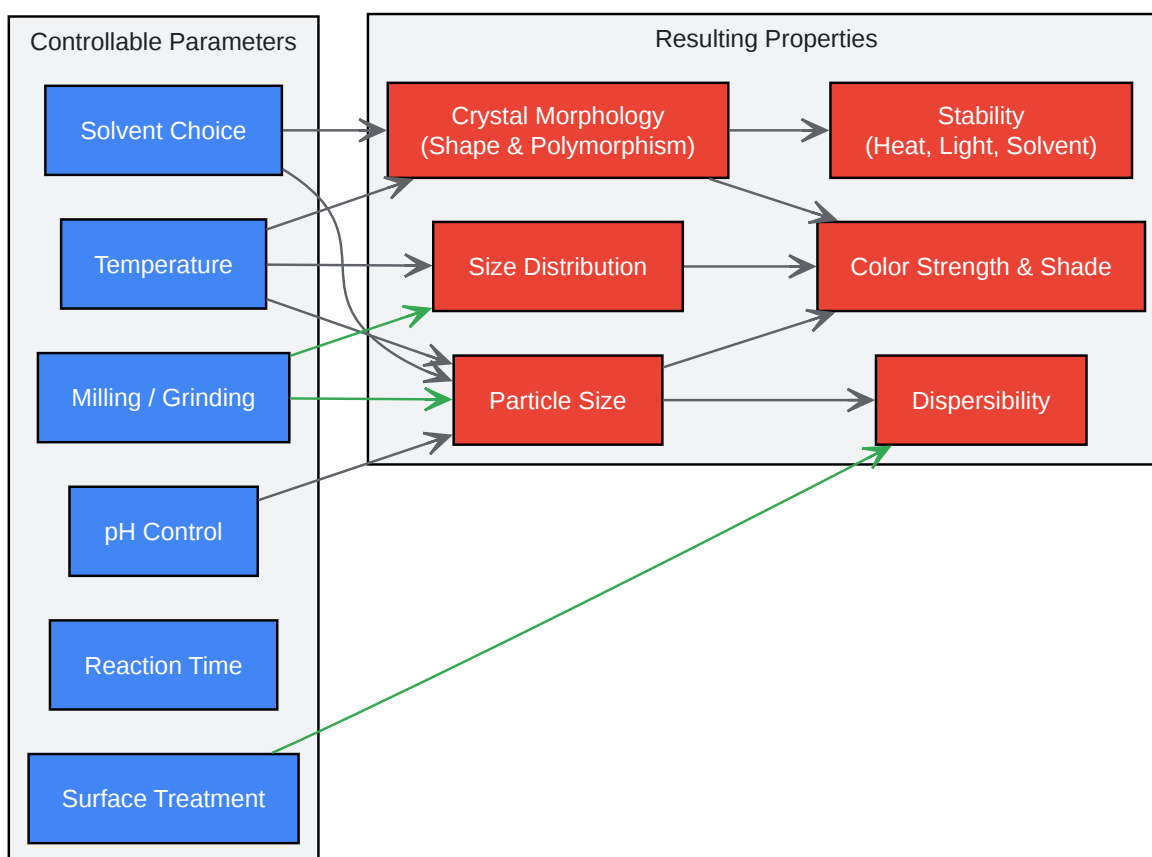 Controllable Parameters
Solvent Choice
Temperature
Milling / Grinding
pH Control
Reaction Time
Surface Treatment
Resulting Properties
Crystal Morphology
(Shape & Polymorphism)
Stability
(Heat, Light, Solvent)
Size Distribution
Color Strength & Shade
Particle Size
Dispersibility